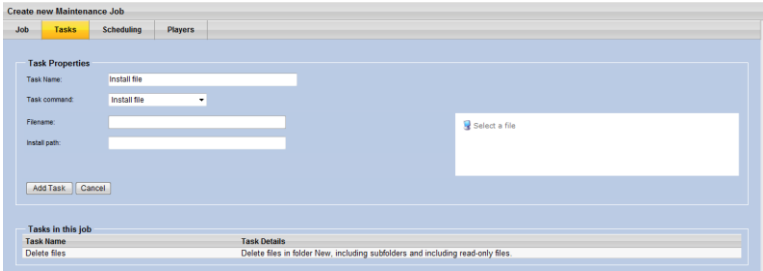 Create new Maintenance Job
Job Tasks Scheduling Players
Task Properties
Task Name: Install file
Task command: Install file
Filename:
Select a file
Install path:
Add Task Cancel
Tasks in this job
Task Name Task Details
Delete files Delete files in folder New, including subfolders and including read-only files.